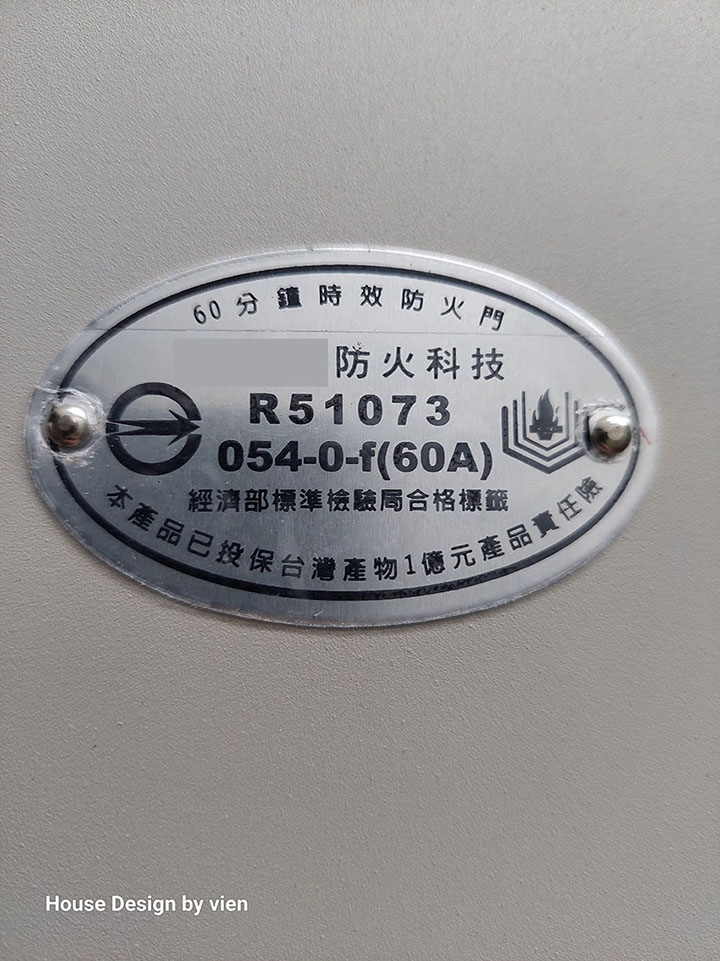 60分鐘時效防火門
防火科技
R51073
054-0-f(60A)
經濟部標準檢驗局合格標籤
本產品已投保台灣產物1億元產品責任險
House Design by vien